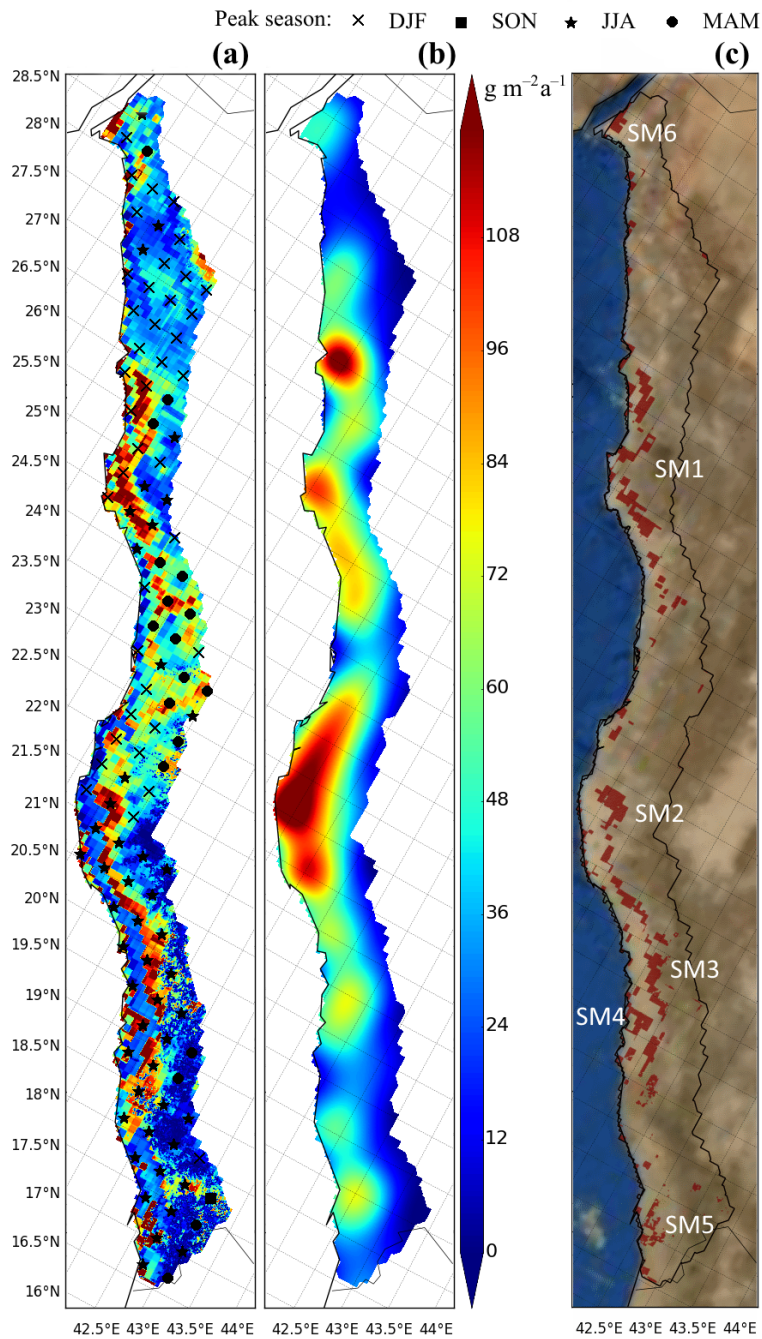 Peak season: × DJF ■ SON ★ JJA ● MAM
(a) (b) (c)
g m⁻²a⁻¹
28.5°N
28°N
27.5°N
27°N
26.5°N
26°N
25.5°N
25°N
24.5°N
24°N
23.5°N
23°N
22.5°N
22°N
21.5°N
21°N
20.5°N
20°N
19.5°N
19°N
18.5°N
18°N
17.5°N
17°N
16.5°N
16°N
108
96
84
72
60
48
36
24
12
0
SM6
SM1
SM2
SM3
SM4
SM5
42.5°E 43.5°E 44°E 42.5°E 43.5°E 44°E 42.5°E 43°E 43.5°E 44°E